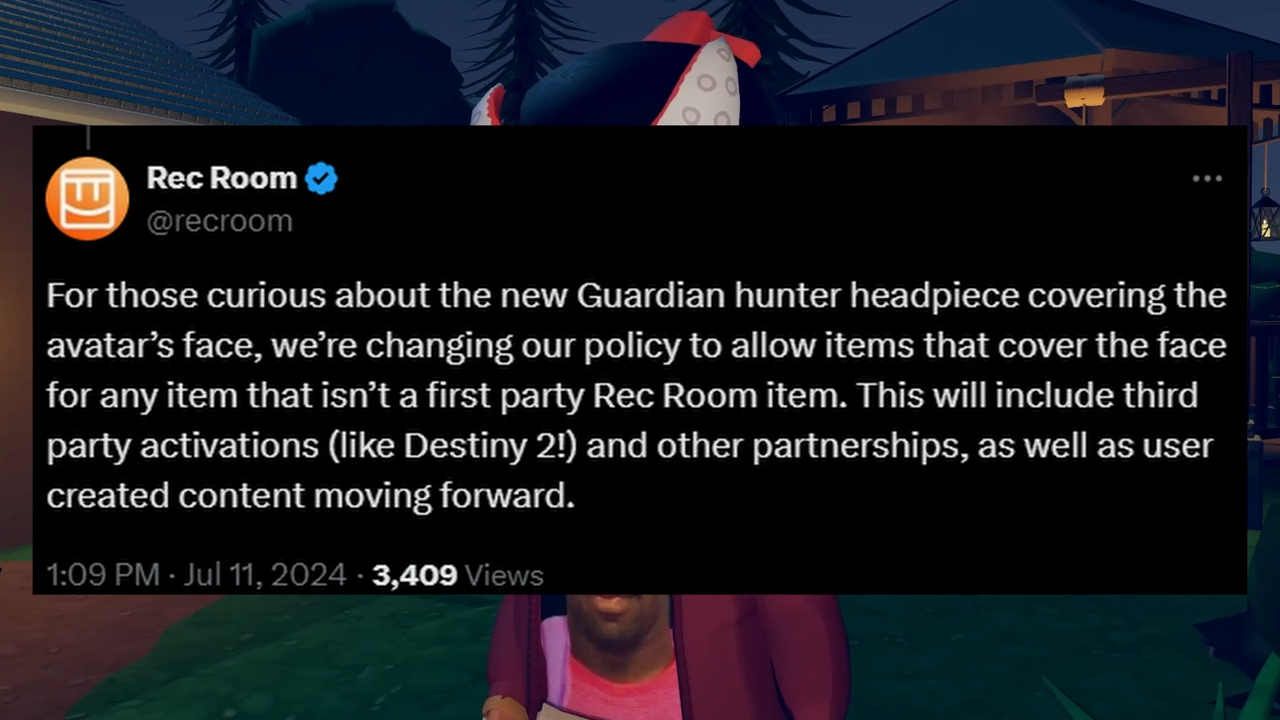 Rec Room
@recroom
For those curious about the new Guardian hunter headpiece covering the
avatar’s face, we’re changing our policy to allow items that cover the face
for any item that isn’t a first party Rec Room item. This will include third
party activations (like Destiny 2!) and other partnerships, as well as user
created content moving forward.
1:09 PM · Jul 11, 2024 · 3,409 Views